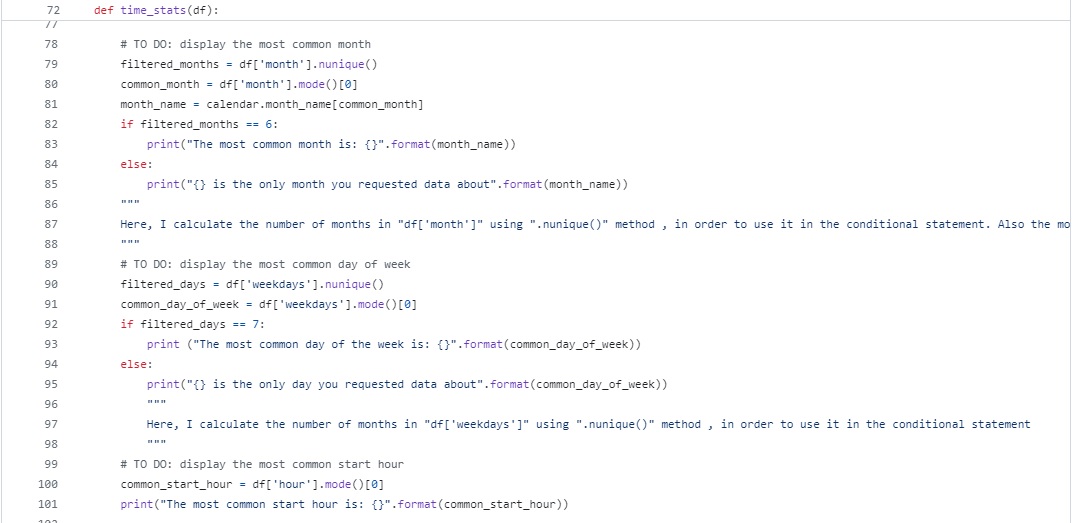 72 def time_stats(df):
77
78 # TO DO: display the most common month
79 filtered_months = df['month'].nunique()
80 common_month = df['month'].mode()[0]
81 month_name = calendar.month_name[common_month]
82 if filtered_months == 6:
83 print("The most common month is: {}".format(month_name))
84 else:
85 print("{} is the only month you requested data about".format(month_name))
86 """
87 Here, I calculate the number of months in "df['month']" using ".nunique()" method , in order to use it in the conditional statement. Also the mo
88 """
89 # TO DO: display the most common day of week
90 filtered_days = df['weekdays'].nunique()
91 common_day_of_week = df['weekdays'].mode()[0]
92 if filtered_days == 7:
93 print ("The most common day of the week is: {}".format(common_day_of_week))
94 else:
95 print("{} is the only day you requested data about".format(common_day_of_week))
96 """
97 Here, I calculate the number of months in "df['weekdays']" using ".nunique()" method , in order to use it in the conditional statement
98 """
99 # TO DO: display the most common start hour
100 common_start_hour = df['hour'].mode()[0]
101 print("The most common start hour is: {}".format(common_start_hour))